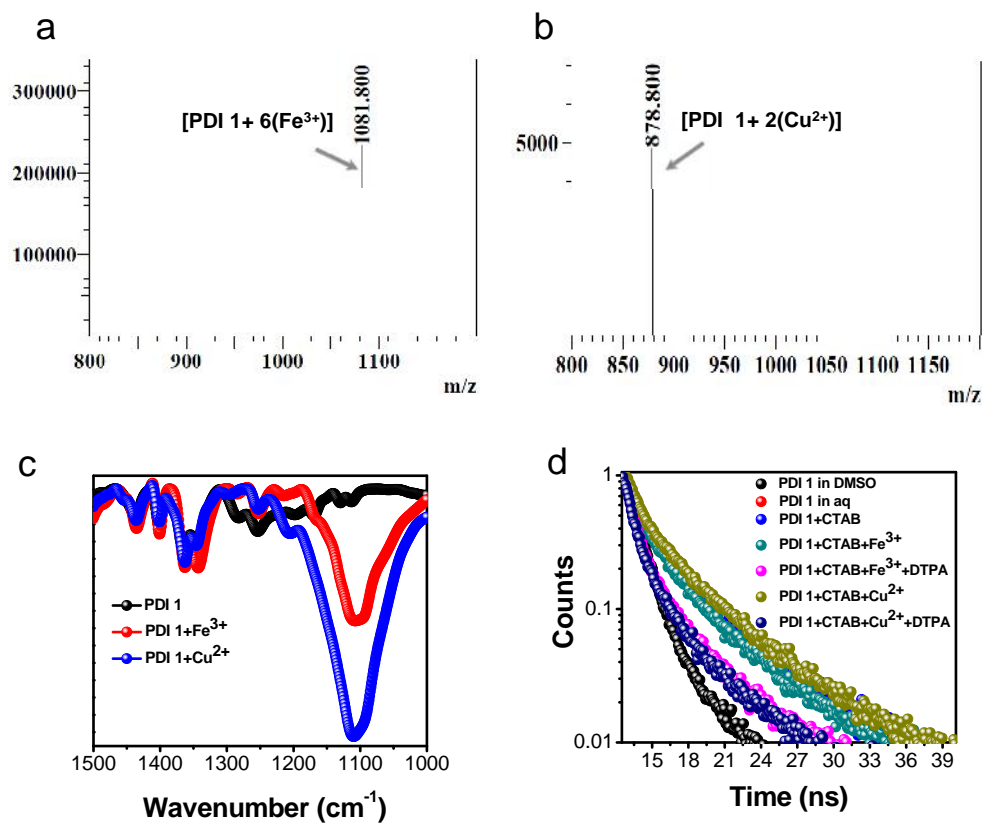 a
300000
200000
100000
[PDI 1+ 6(Fe³⁺)]
1081.800
800 900 1000 1100
m/z
b
5000
878.800
[PDI 1+ 2(Cu²⁺)]
800 850 900 950 1000 1050 1100 1150
m/z
c
PDI 1
PDI 1+Fe³⁺
PDI 1+Cu²⁺
1500 1400 1300 1200 1100 1000
Wavenumber (cm⁻¹)
d
Counts
1
0.1
0.01
PDI 1 in DMSO
PDI 1 in aq
PDI 1+CTAB
PDI 1+CTAB+Fe³⁺
PDI 1+CTAB+Fe³⁺+DTPA
PDI 1+CTAB+Cu²⁺
PDI 1+CTAB+Cu²⁺+DTPA
15 18 21 24 27 30 33 36 39
Time (ns)